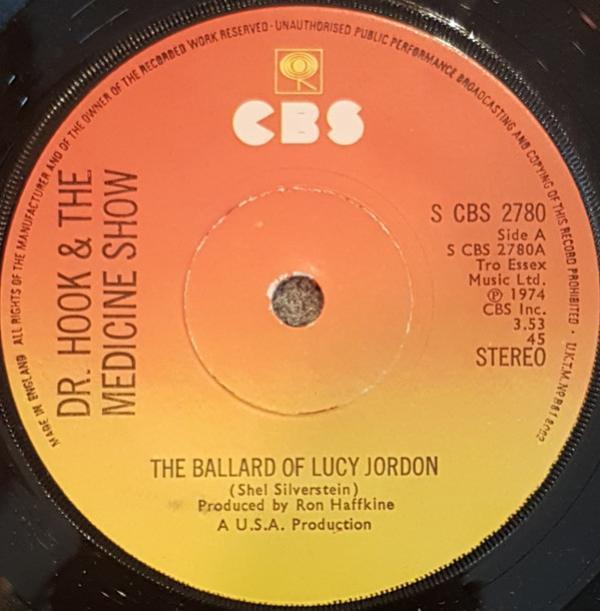 MADE IN ENGLAND ALL RIGHTS OF THE MANUFACTURER AND OF THE OWNER OF THE RECORDED WORK RESERVED · UNAUTHORISED PUBLIC PERFORMANCE BROADCASTING AND COPYING OF THIS RECORD PROHIBITED · U.K.T.M. No
CBS
DR. HOOK & THE
MEDICINE SHOW
S CBS 2780
Side A
S CBS 2780A
Tro Essex
Music Ltd.
℗ 1974
CBS Inc.
3.53
45
STEREO
THE BALLARD OF LUCY JORDON
(Shel Silverstein)
Produced by Ron Haffkine
A U.S.A. Production